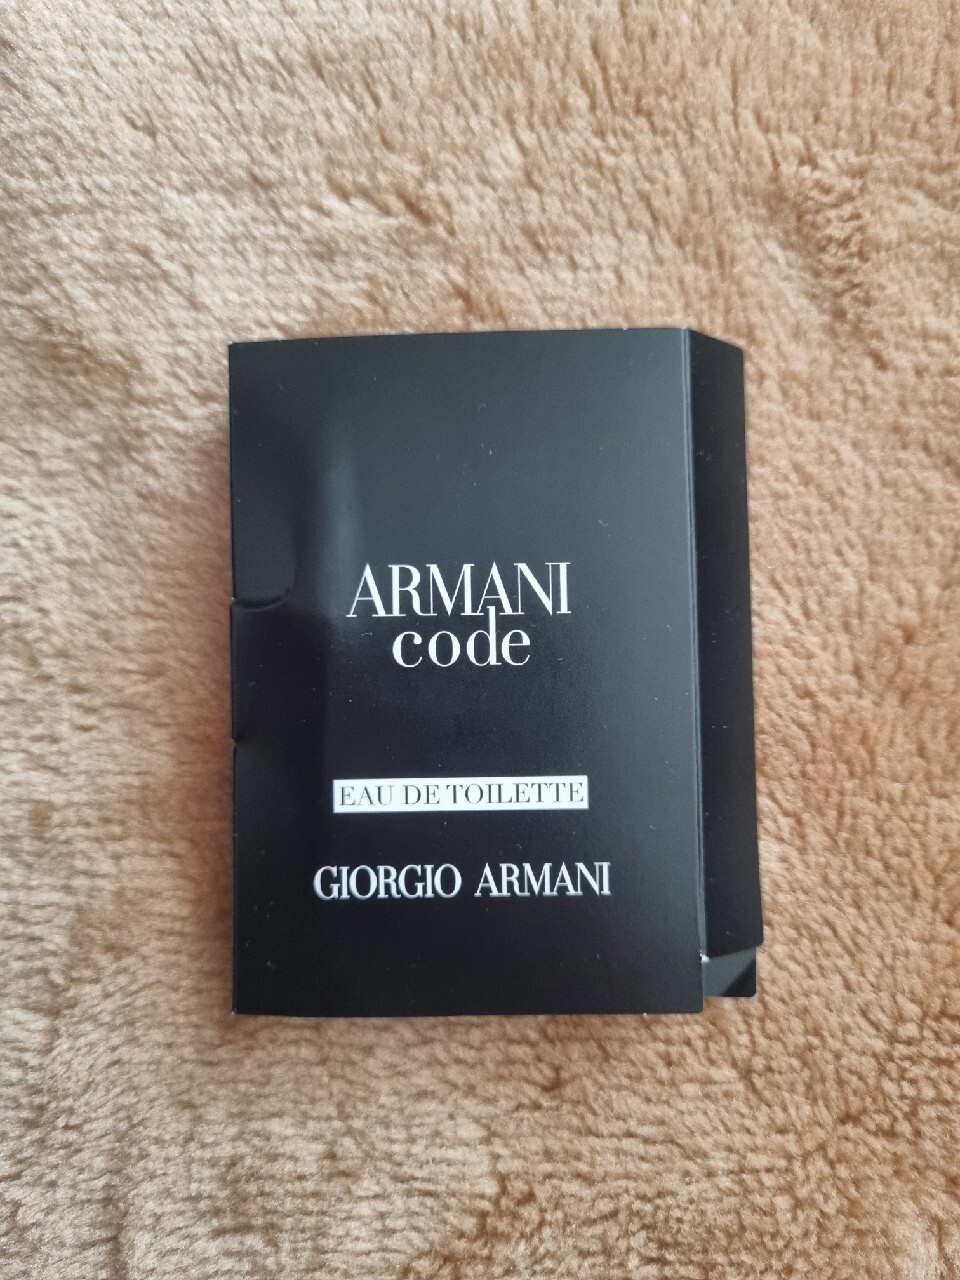 ARMANI
code
EAU DE TOILETTE
GIORGIO ARMANI